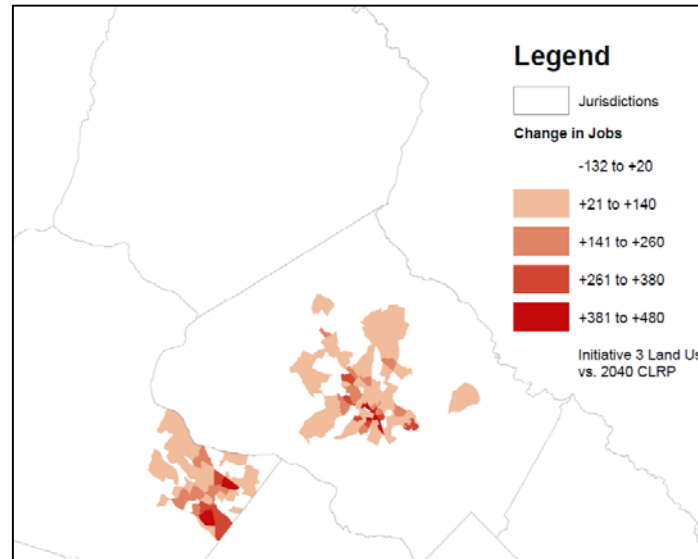 Legend
Jurisdictions
Change in Jobs
-132 to +20
+21 to +140
+141 to +260
+261 to +380
+381 to +480
Initiative 3 Land Us
vs. 2040 CLRP